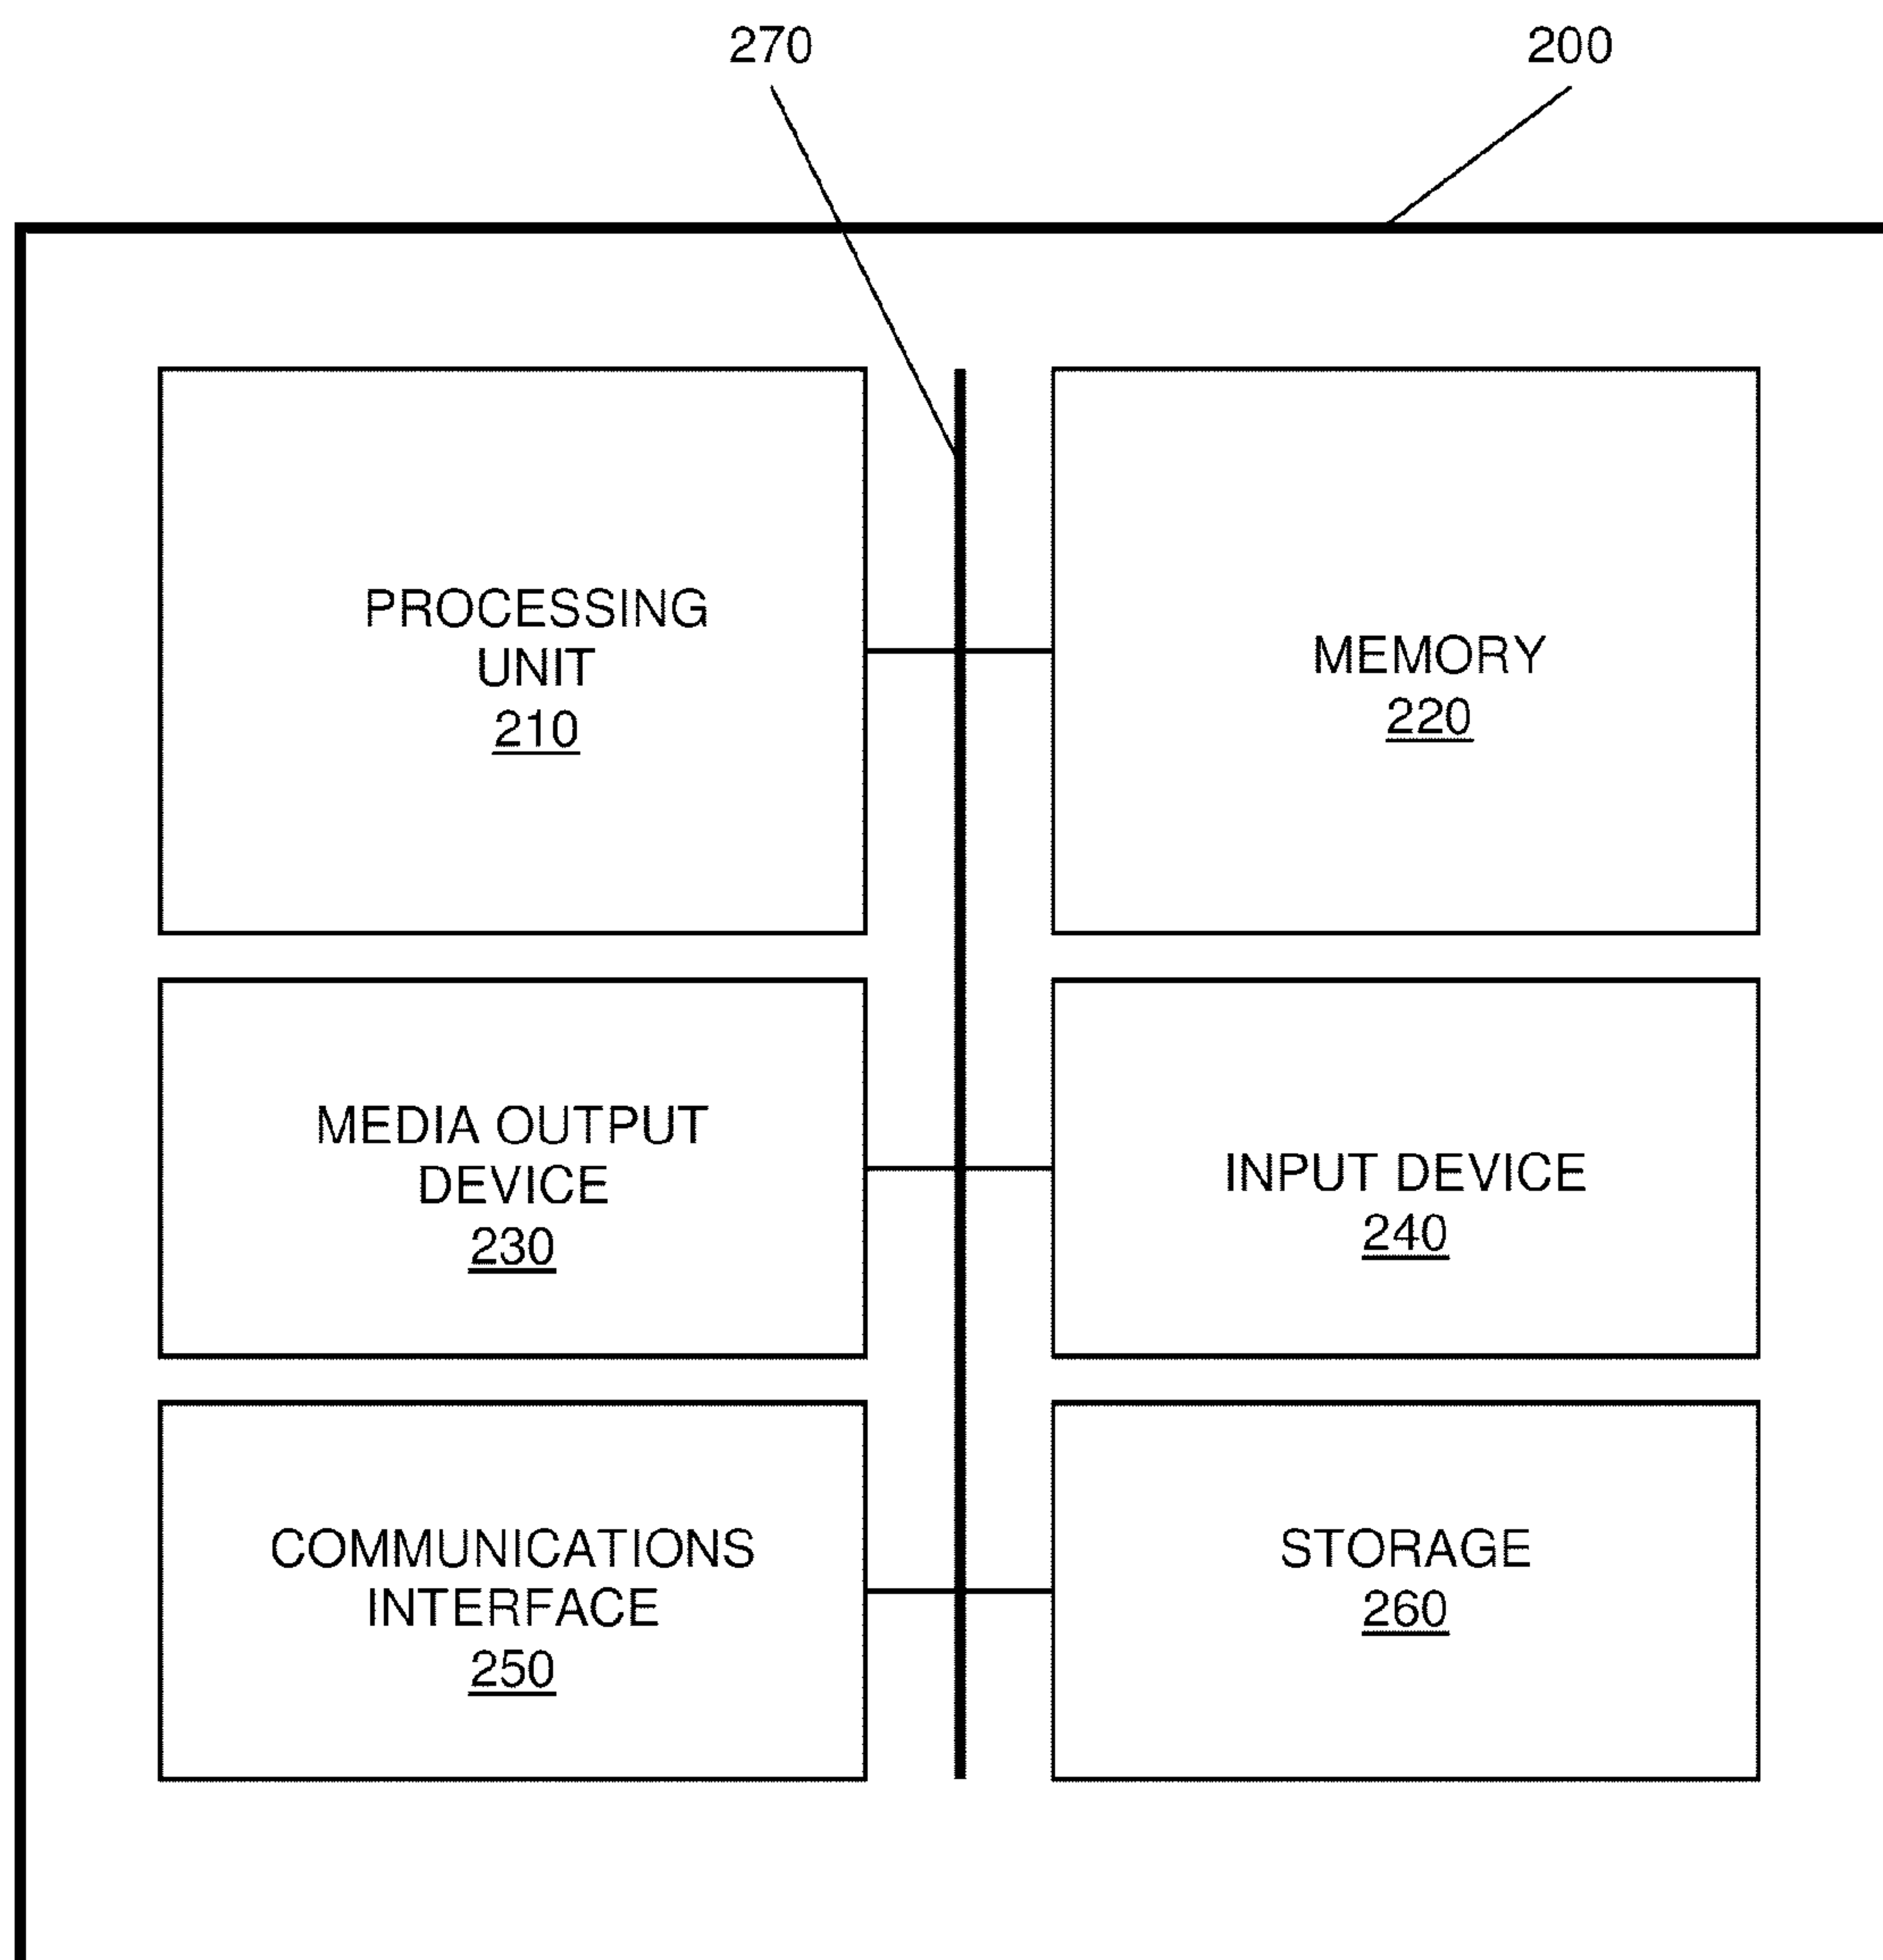 270
200
PROCESSING
UNIT
210
MEMORY
220
MEDIA OUTPUT
DEVICE
230
INPUT DEVICE
240
COMMUNICATIONS
INTERFACE
250
STORAGE
260